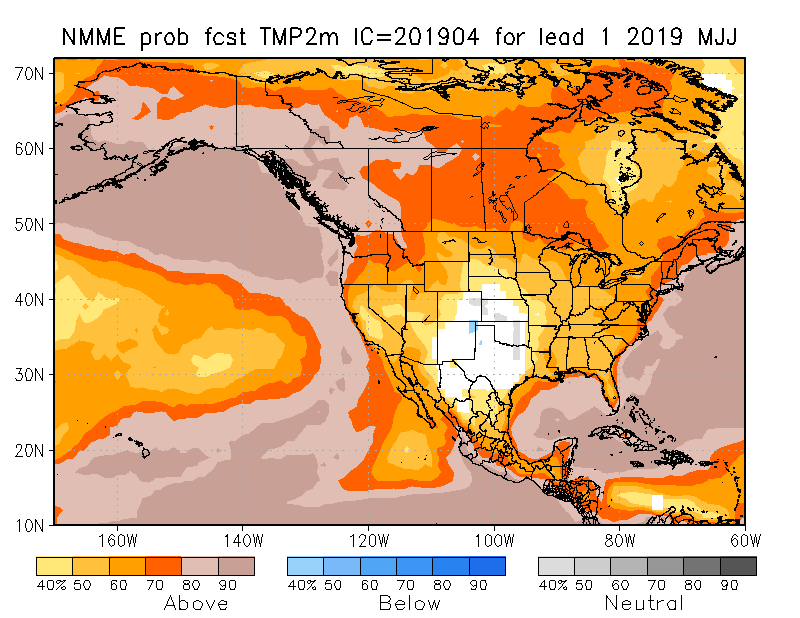 NMME prob fcst TMP2m IC=201904 for lead 1 2019 MJJ
70N
60N
50N
40N
30N
20N
10N
160W 140W 120W 100W 80W 60W
40% 50 60 70 80 90 40% 50 60 70 80 90 40% 50 60 70 80 90
Above Below Neutral